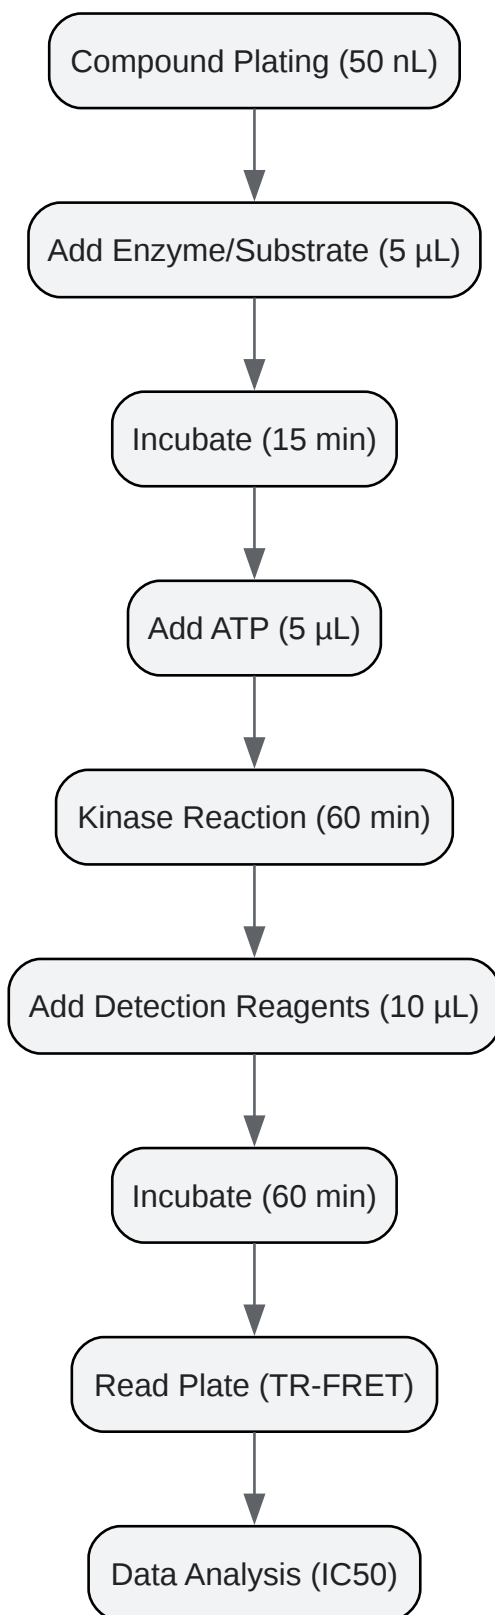 Compound Plating (50 nL)
Add Enzyme/Substrate (5 µL)
Incubate (15 min)
Add ATP (5 µL)
Kinase Reaction (60 min)
Add Detection Reagents (10 µL)
Incubate (60 min)
Read Plate (TR-FRET)
Data Analysis (IC50)